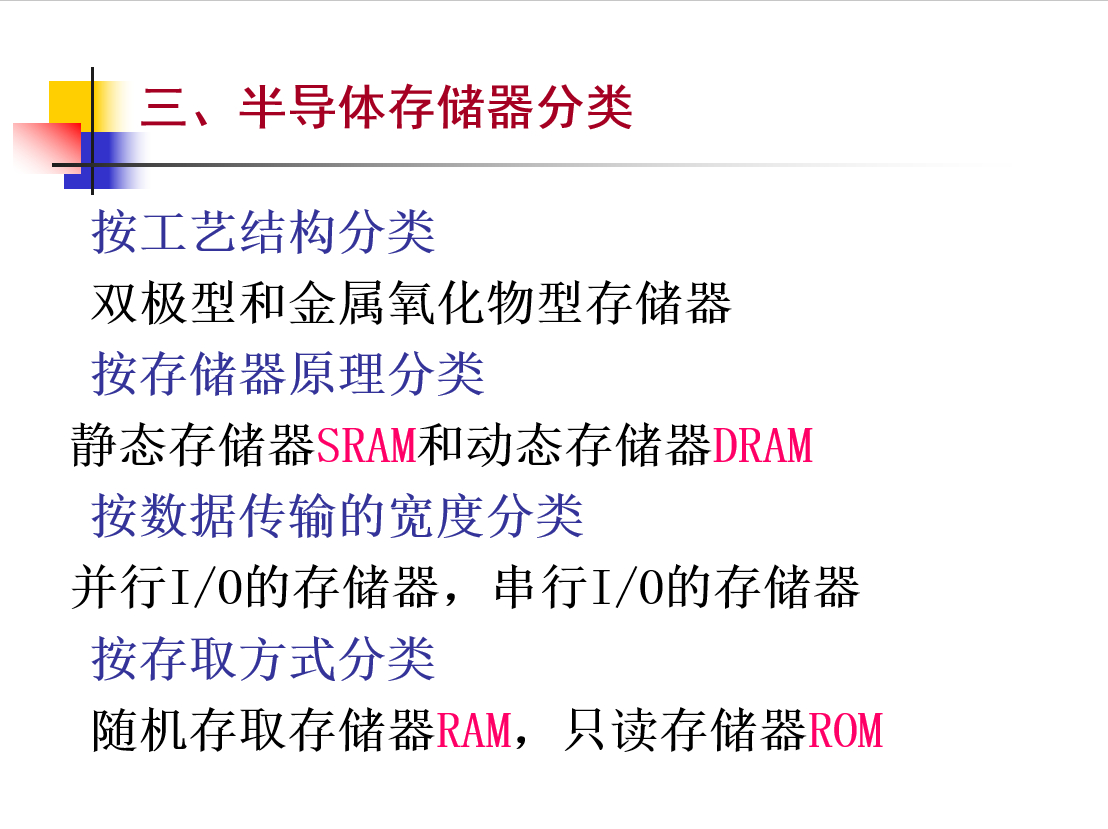 三、半导体存储器分类
按工艺结构分类
双极型和金属氧化物型存储器
按存储器原理分类
静态存储器SRAM和动态存储器DRAM
按数据传输的宽度分类
并行I/O的存储器，串行I/O的存储器
按存取方式分类
随机存取存储器RAM，只读存储器ROM